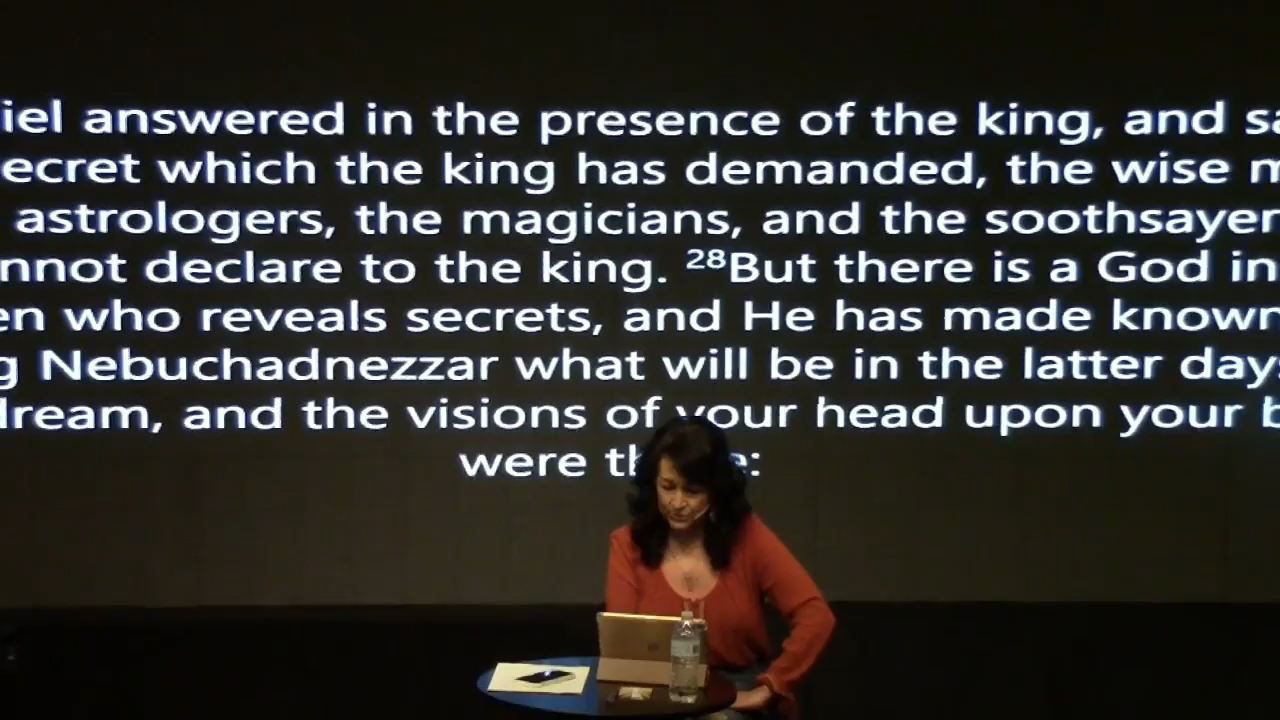 iel answered in the presence of the king, and sa
ecret which the king has demanded, the wise m
astrologers, the magicians, and the soothsayer
nnot declare to the king. ²⁸But there is a God in
en who reveals secrets, and He has made known
g Nebuchadnezzar what will be in the latter days
dream, and the visions of your head upon your b
were